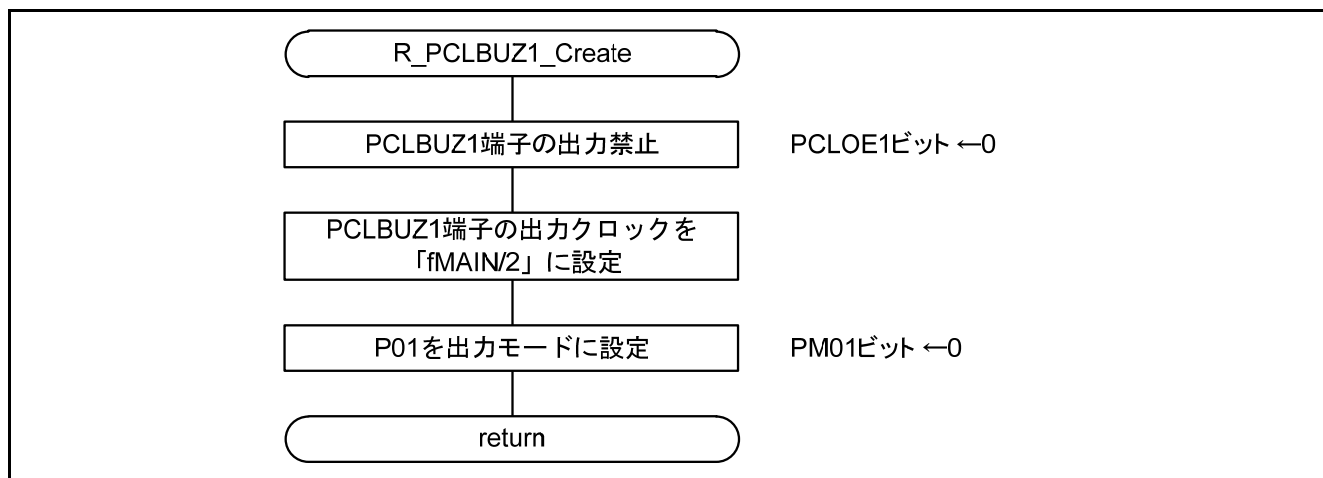 R_PCLBUZ1_Create
PCLBUZ1端子の出力禁止
PCLOE1ビット ←0
PCLBUZ1端子の出力クロックを
「fMAIN/2」に設定
P01を出力モードに設定
PM01ビット ←0
return